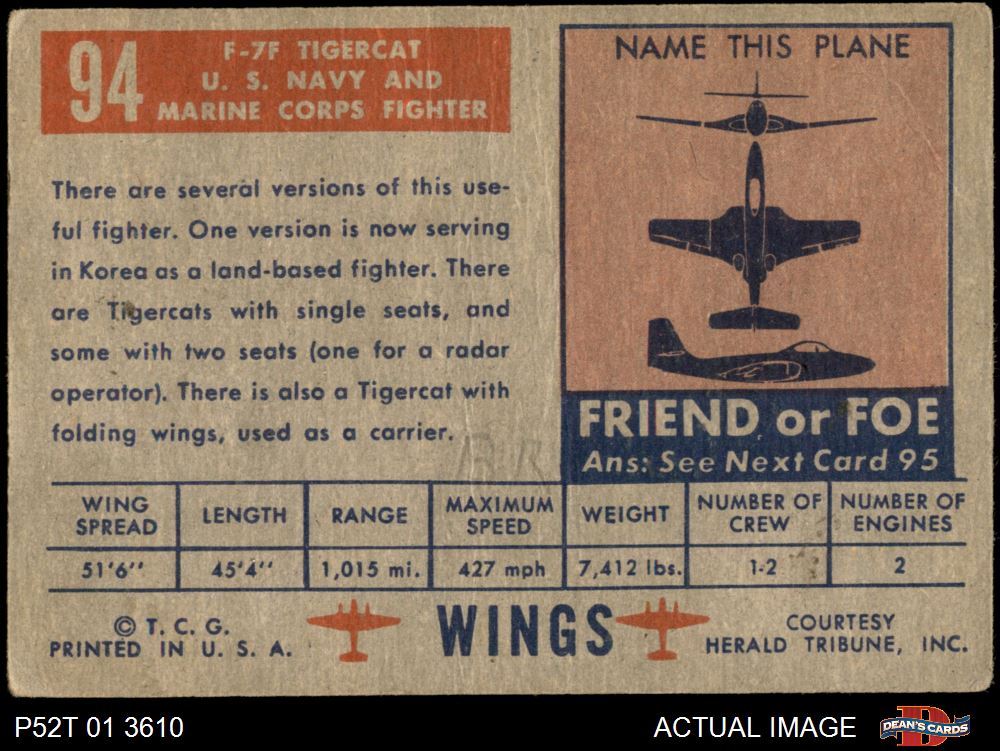 94
F-7F TIGERCAT
U. S. NAVY AND
MARINE CORPS FIGHTER
There are several versions of this use-
ful fighter. One version is now serving
in Korea as a land-based fighter. There
are Tigercats with single seats, and
some with two seats (one for a radar
operator). There is also a Tigercat with
folding wings, used as a carrier.
NAME THIS PLANE
FRIEND or FOE
Ans: See Next Card 95
WING SPREAD LENGTH RANGE MAXIMUM SPEED WEIGHT NUMBER OF CREW NUMBER OF ENGINES
51'6" 45'4" 1,015 mi. 427 mph 7,412 lbs. 1-2 2
© T. C. G.
PRINTED IN U. S. A.
WINGS
COURTESY
HERALD TRIBUNE, INC.
P52T 01 3610
ACTUAL IMAGE
DEAN'S CARDS